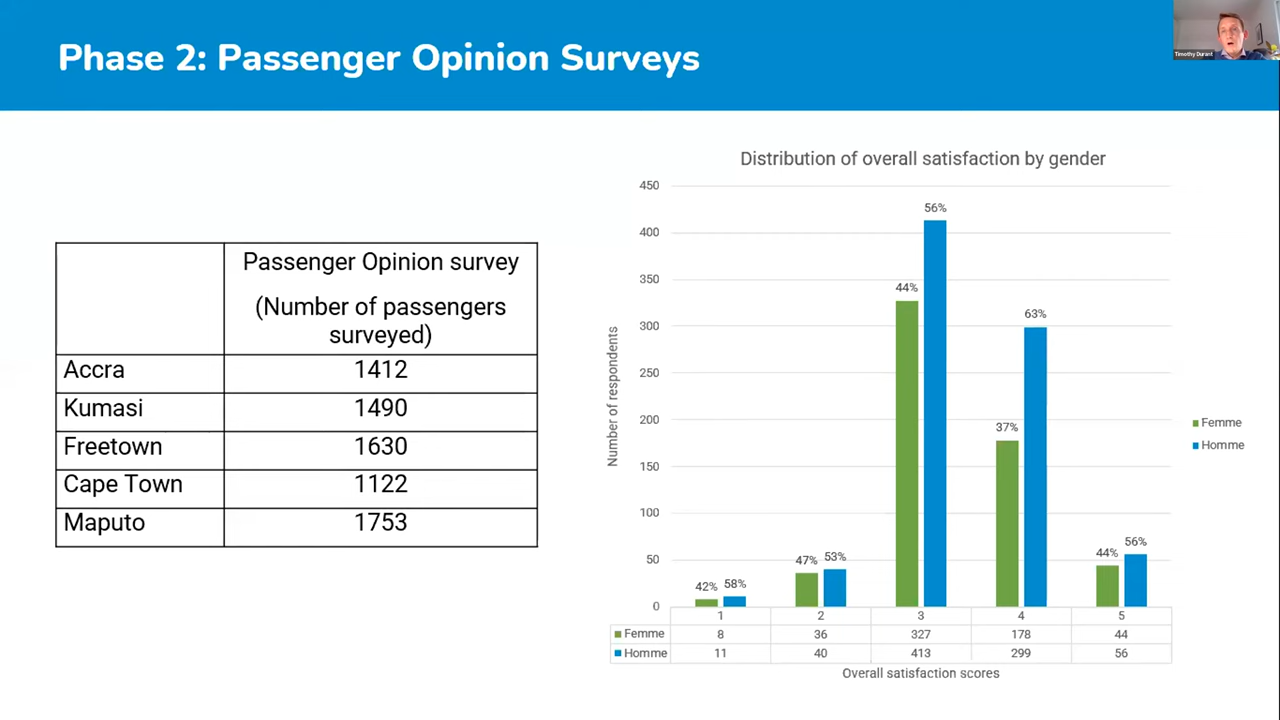 Phase 2: Passenger Opinion Surveys
Timothy Durant
Passenger Opinion survey
(Number of passengers
surveyed)
Accra 1412
Kumasi 1490
Freetown 1630
Cape Town 1122
Maputo 1753
Distribution of overall satisfaction by gender
Number of respondents
450
400
350
300
250
200
150
100
50
0
42% 58%
47% 53%
44% 56%
37% 63%
44% 56%
1 2 3 4 5
Femme 8 36 327 178 44
Homme 11 40 413 299 56
Overall satisfaction scores
Femme
Homme